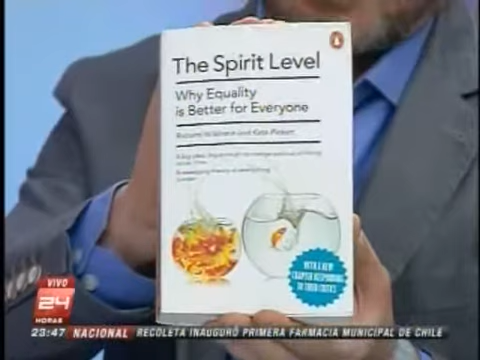 The Spirit Level
Why Equality
is Better for Everyone
Richard Wilkinson and Kate Pickett
WITH A NEW
CHAPTER RESPONDING
TO THEIR CRITICS
VIVO
24
HORAS
23:47 NACIONAL RECOLETA INAUGURÓ PRIMERA FARMACIA MUNICIPAL DE CHILE